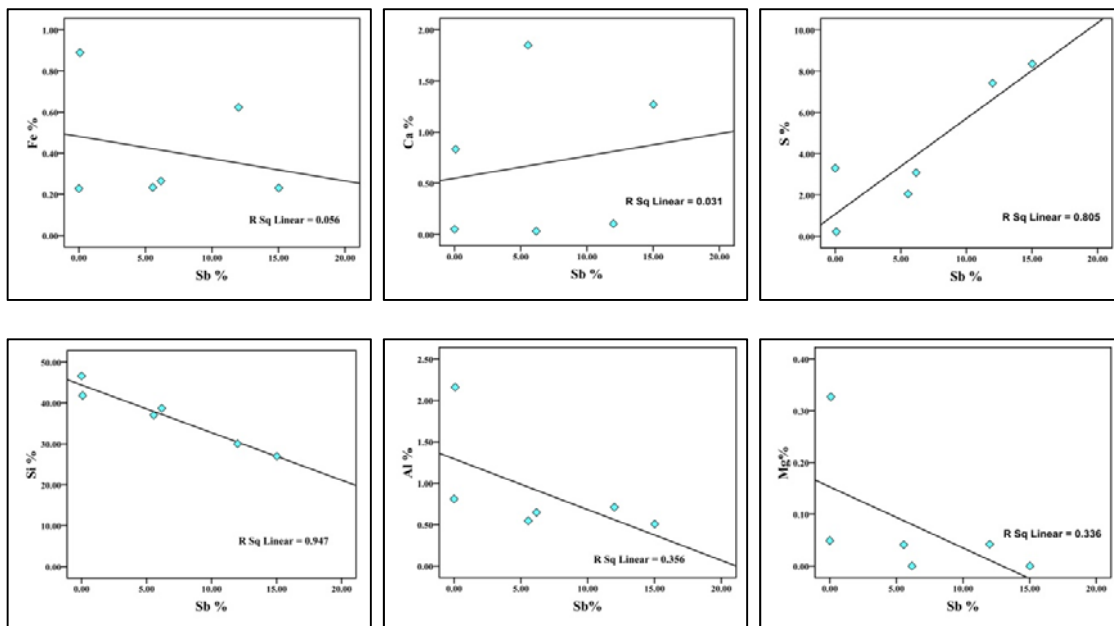 Fe %
1.00
0.80
0.60
0.40
0.20
0.00
R Sq Linear = 0.056
0.00 5.00 10.00 15.00 20.00
Sb %
Ca %
2.00
1.50
1.00
0.50
0.00
R Sq Linear = 0.031
0.00 5.00 10.00 15.00 20.00
Sb %
S %
10.00
8.00
6.00
4.00
2.00
0.00
R Sq Linear = 0.805
0.00 5.00 10.00 15.00 20.00
Sb %
Si %
50.00
40.00
30.00
20.00
10.00
0.00
R Sq Linear = 0.947
0.00 5.00 10.00 15.00 20.00
Sb %
Al %
2.50
2.00
1.50
1.00
0.50
0.00
R Sq Linear = 0.356
0.00 5.00 10.00 15.00 20.00
Sb%
Mg%
0.40
0.30
0.20
0.10
0.00
R Sq Linear = 0.336
0.00 5.00 10.00 15.00 20.00
Sb %